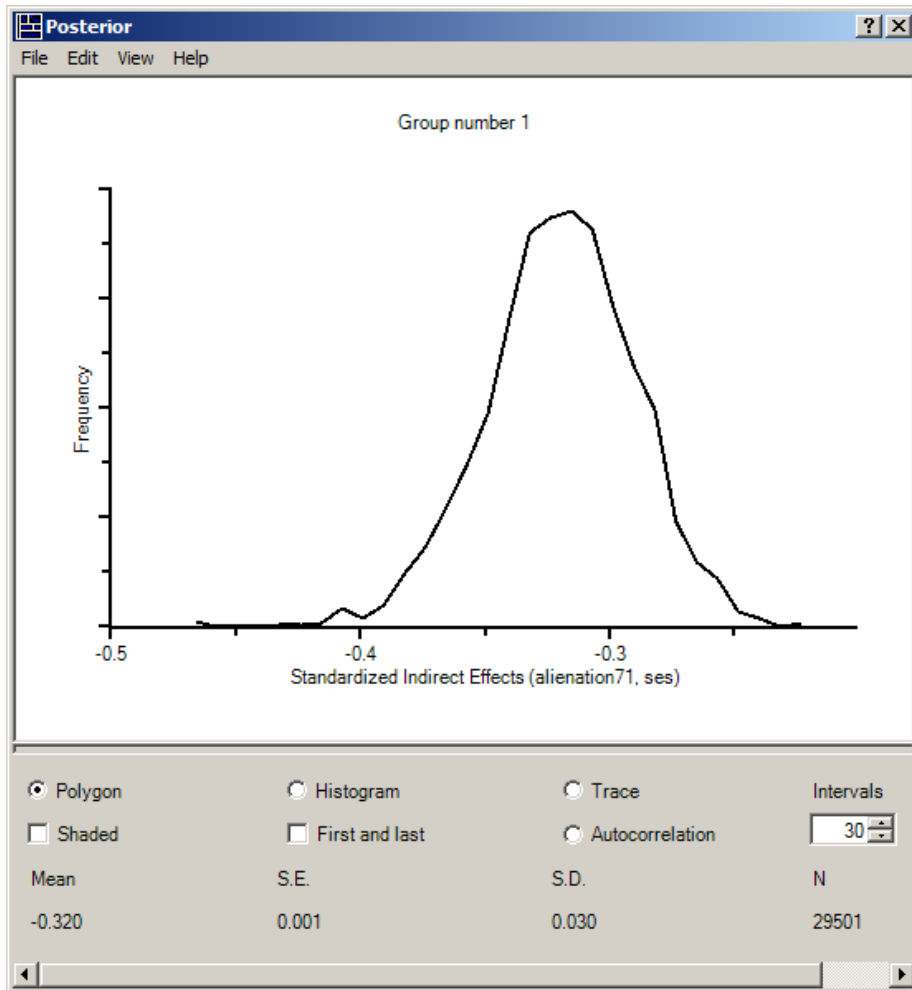 Posterior
File Edit View Help
Group number 1
Frequency
-0.5 -0.4 -0.3
Standardized Indirect Effects (alienation71, ses)
Polygon Histogram Trace Intervals
Shaded First and last Autocorrelation 30
Mean S.E. S.D. N
-0.320 0.001 0.030 29501